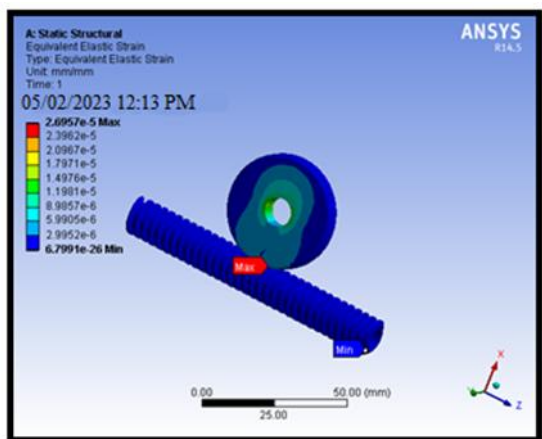 A: Static Structural
Equivalent Elastic Strain
Type: Equivalent Elastic Strain
Unit: mm/mm
Time: 1
05/02/2023 12:13 PM
2.6957e-5 Max
2.3962e-5
2.0967e-5
1.7971e-5
1.4976e-5
1.1981e-5
8.9857e-6
5.9905e-6
2.9952e-6
6.7991e-26 Min
ANSYS
R14.5
Max
Min
0.00
50.00 (mm)
25.00
X
Y
Z